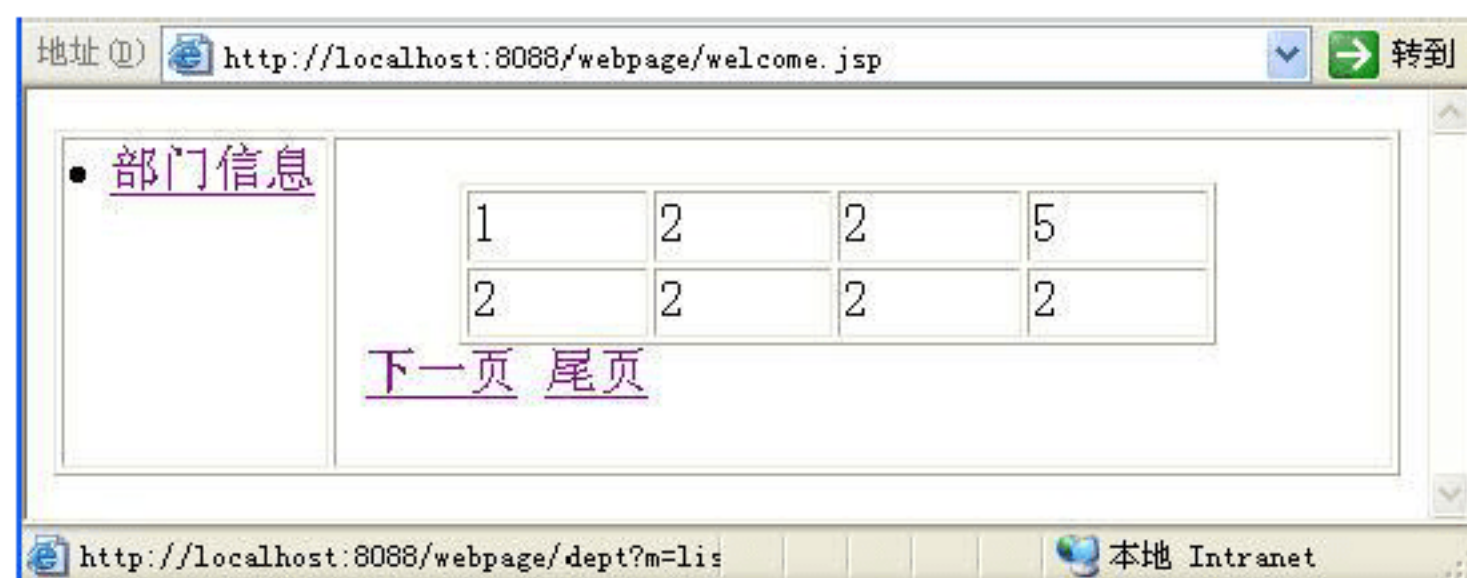 地址(D) http://localhost:8088/webpage/welcome.jsp 转到
• 部门信息
1 2 2 5
2 2 2 2
下一页 尾页
http://localhost:8088/webpage/dept?m=lis 本地 Intranet